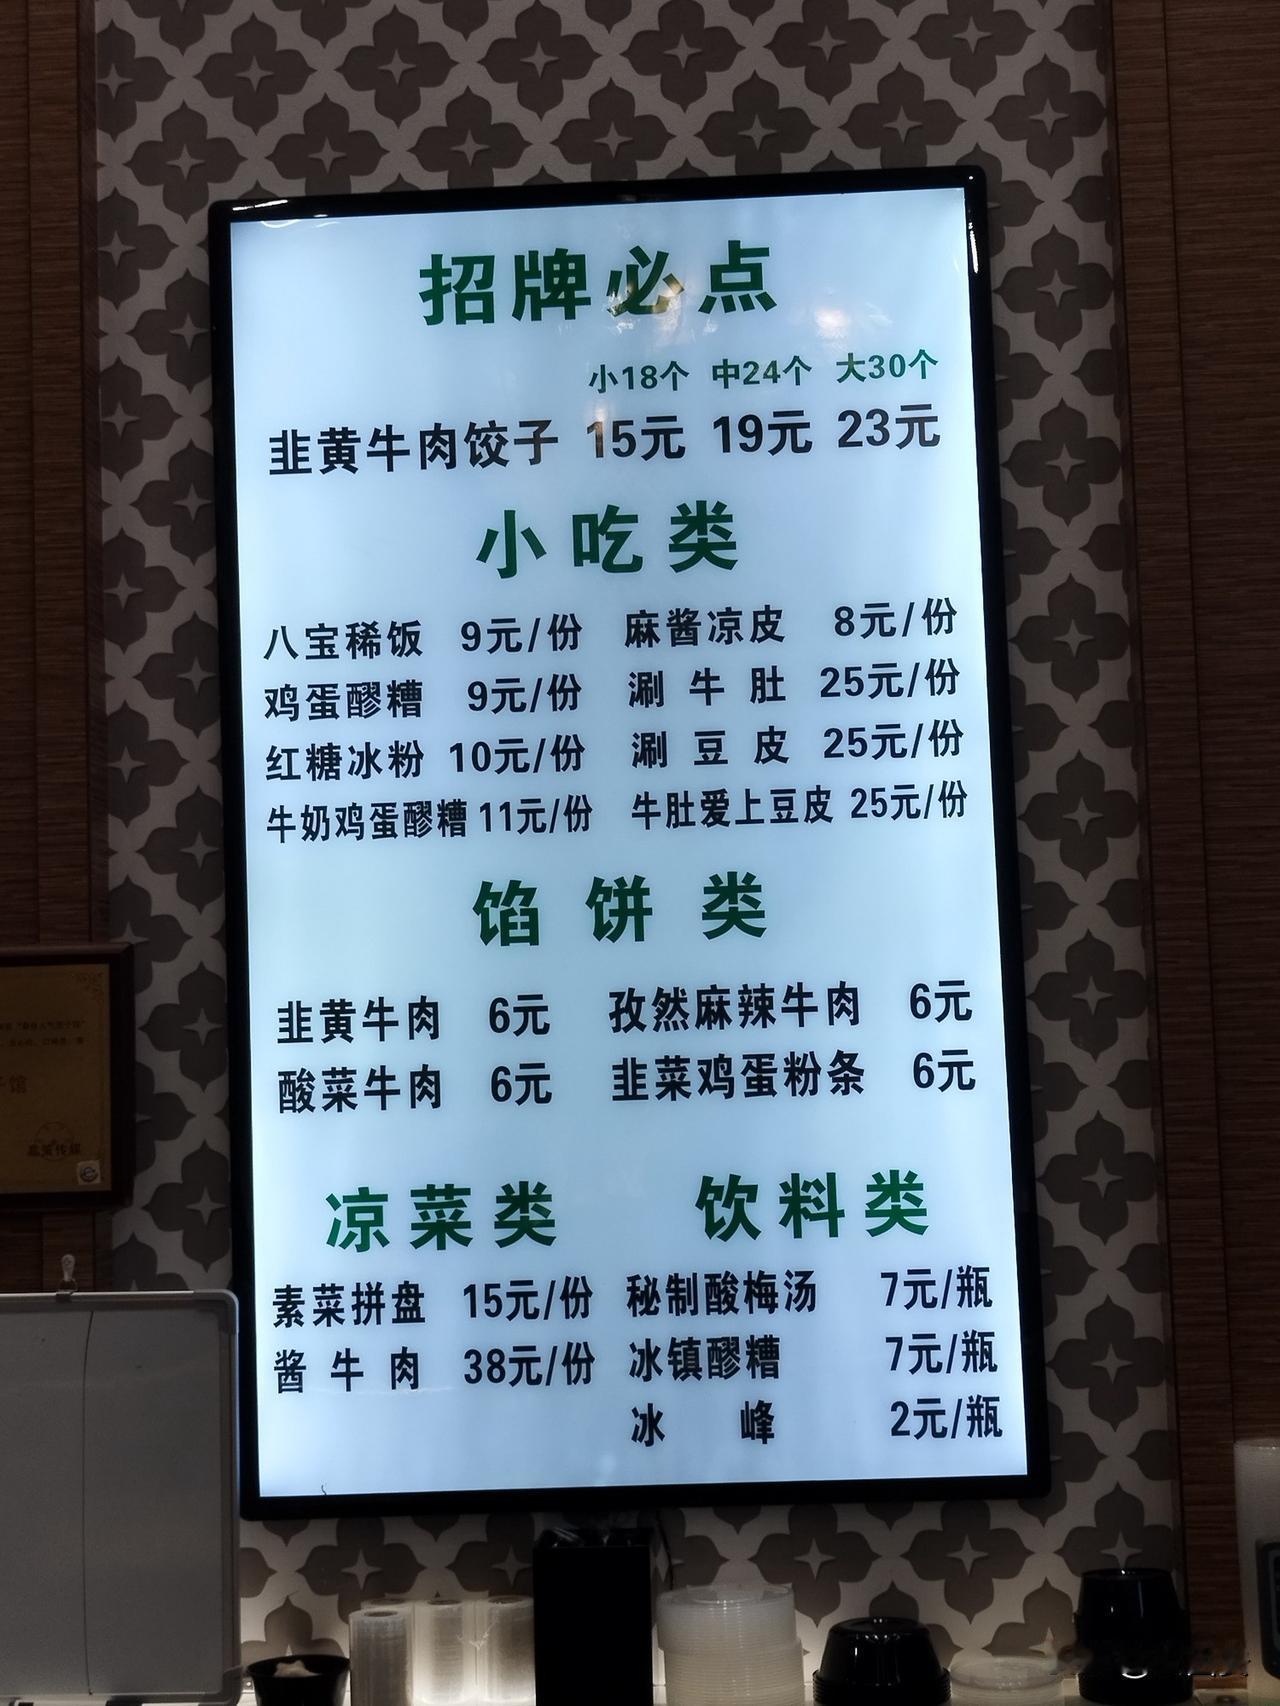 招牌必点
小18个 中24个 大30个
韭黄牛肉饺子 15元 19元 23元
小吃类
八宝稀饭 9元/份 麻酱凉皮 8元/份
鸡蛋醪糟 9元/份 涮牛肚 25元/份
红糖冰粉 10元/份 涮豆皮 25元/份
牛奶鸡蛋醪糟 11元/份 牛肚爱上豆皮 25元/份
馅饼类
韭黄牛肉 6元 孜然麻辣牛肉 6元
酸菜牛肉 6元 韭菜鸡蛋粉条 6元
凉菜类 饮料类
素菜拼盘 15元/份 秘制酸梅汤 7元/瓶
酱牛肉 38元/份 冰镇醪糟 7元/瓶
冰峰 2元/瓶